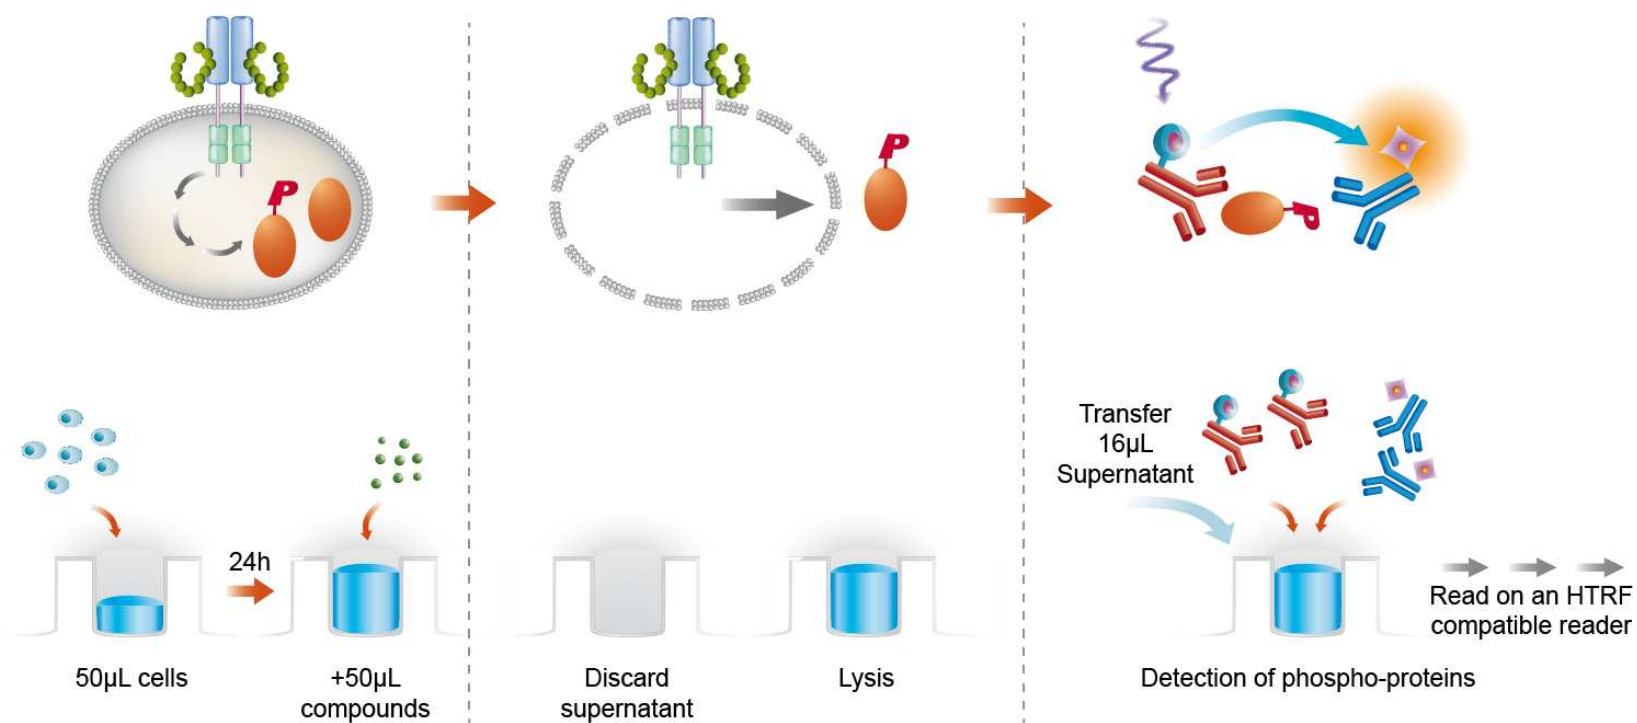 P
P
P
Transfer
16µL
Supernatant
24h
Read on an HTRF
compatible reader
50µL cells
+50µL
compounds
Discard
supernatant
Lysis
Detection of phospho-proteins